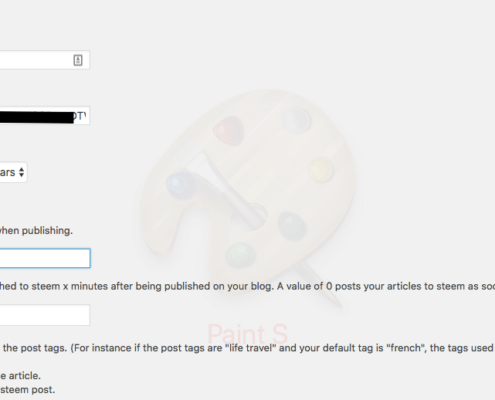 ars
when publishing.
hed to steem x minutes after being published on your blog. A value of 0 posts your articles to steem as soo
Paint S
the post tags. (For instance if the post tags are "life travel" and your default tag is "french", the tags used
e article.
steem post.